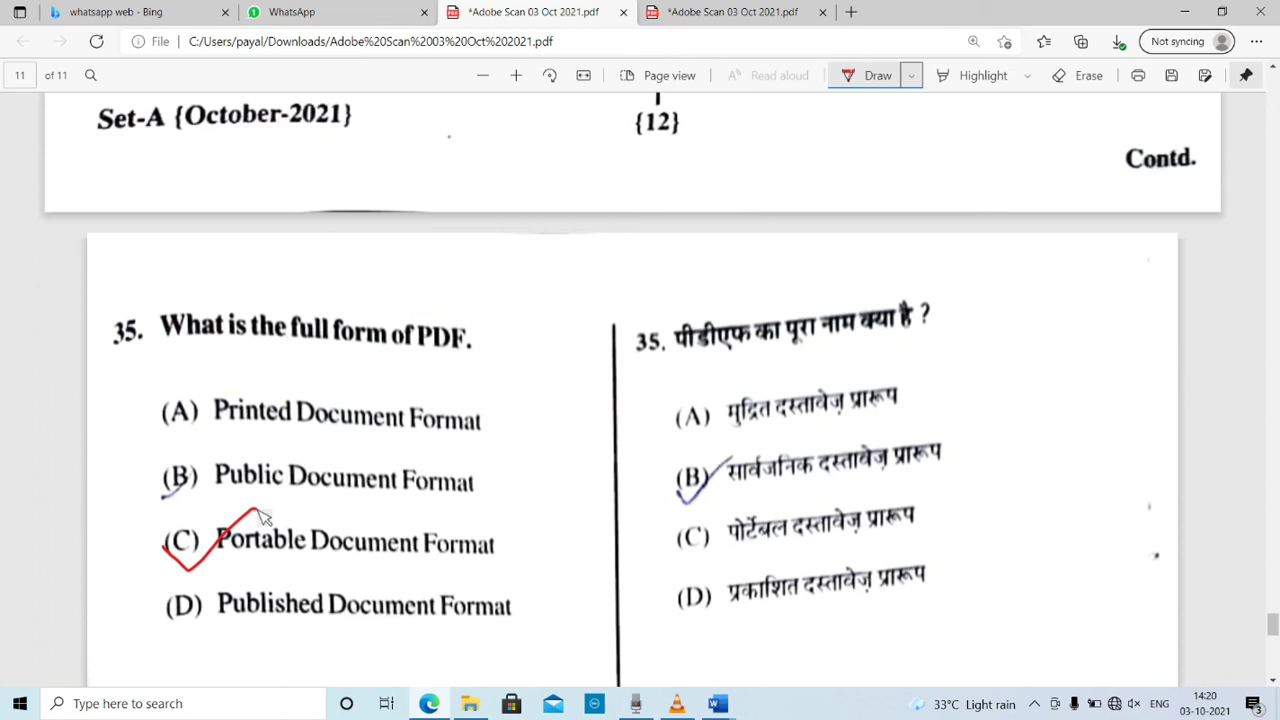 whatsapp web - Bing
WhatsApp
*Adobe Scan 03 Oct 2021.pdf
*Adobe Scan 03 Oct 2021.pdf
File
C:/Users/payal/Downloads/Adobe%20Scan%2003%20Oct%202021.pdf
Not syncing
11 of 11
Page view
Read aloud
Draw
Highlight
Erase
Set-A {October-2021}
{12}
Contd.
35. What is the full form of PDF.
(A) Printed Document Format
(B) Public Document Format
(C) Portable Document Format
(D) Published Document Format
35. पीडीएफ का पूरा नाम क्या है ?
(A) मुद्रित दस्तावेज़ प्रारूप
(B) सार्वजनिक दस्तावेज़ प्रारूप
(C) पोर्टेबल दस्तावेज़ प्रारूप
(D) प्रकाशित दस्तावेज़ प्रारूप
Type here to search
33°C Light rain
14:20
03-10-2021
3